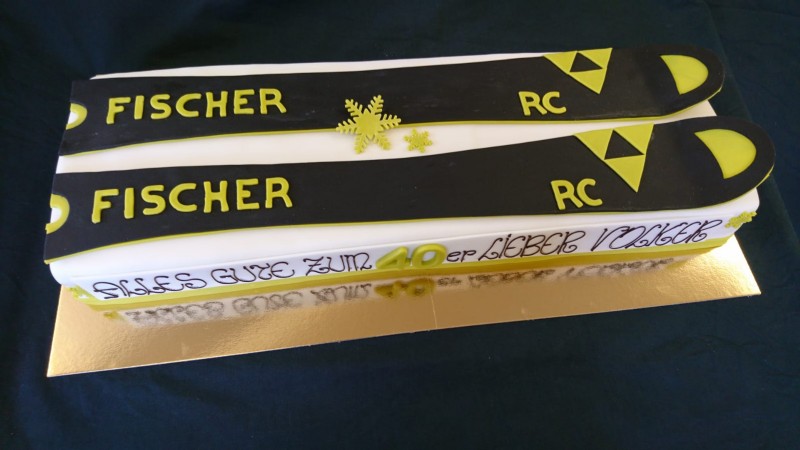 FISCHER RC
FISCHER RC
ALLES GUTE ZUM 40er LIEBER VOLKER